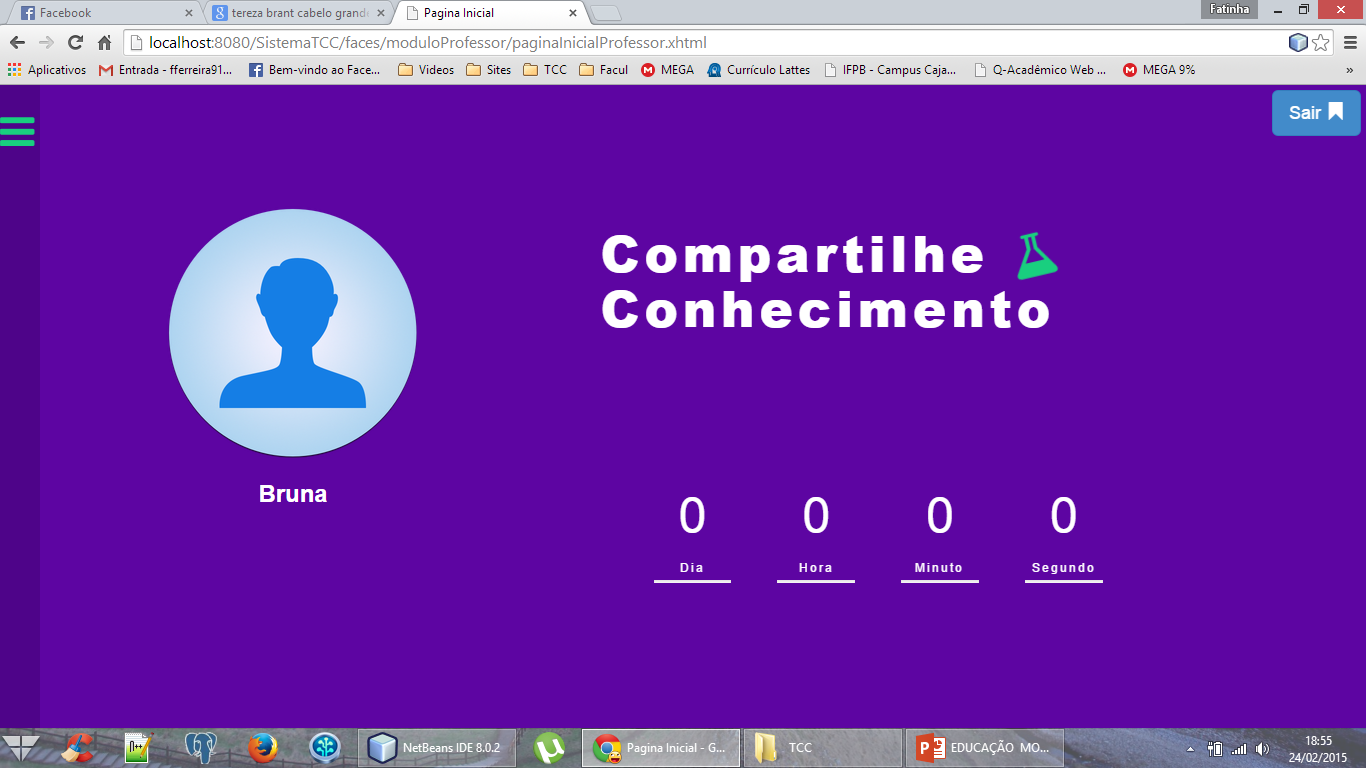 Facebook
tereza brant cabelo grande
Pagina Inicial
Fatinha
localhost:8080/SistemaTCC/faces/moduloProfessor/paginaInicialProfessor.xhtml
Aplicativos
Entrada - fferreira91...
Bem-vindo ao Face...
Videos
Sites
TCC
Facul
MEGA
Currículo Lattes
IFPB - Campus Caja...
Q-Acadêmico Web ...
MEGA 9%
»
Sair
Compartilhe
Conhecimento
Bruna
0 0 0 0
Dia Hora Minuto Segundo
NetBeans IDE 8.0.2
Pagina Inicial - G...
TCC
EDUCAÇÃO MO...
18:55
24/02/2015